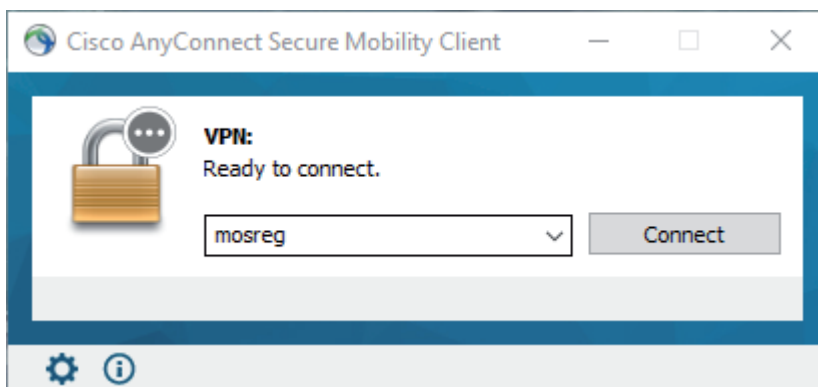 Cisco AnyConnect Secure Mobility Client
VPN:
Ready to connect.
mosreg
Connect